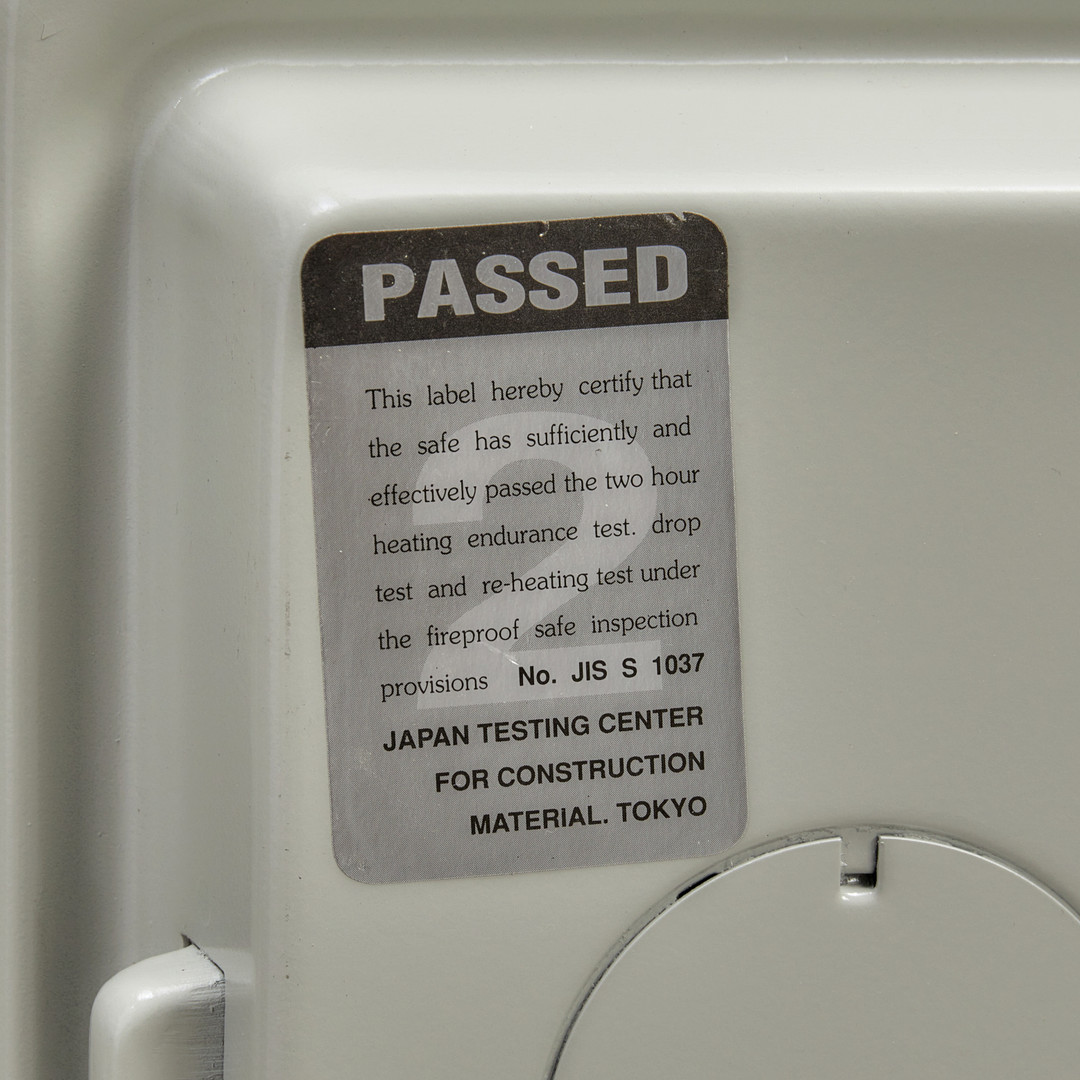 PASSED
This label hereby certify that
the safe has sufficiently and
effectively passed the two hour
heating endurance test. drop
test and re-heating test under
the fireproof safe inspection
provisions No. JIS S 1037
JAPAN TESTING CENTER
FOR CONSTRUCTION
MATERIAL. TOKYO
2